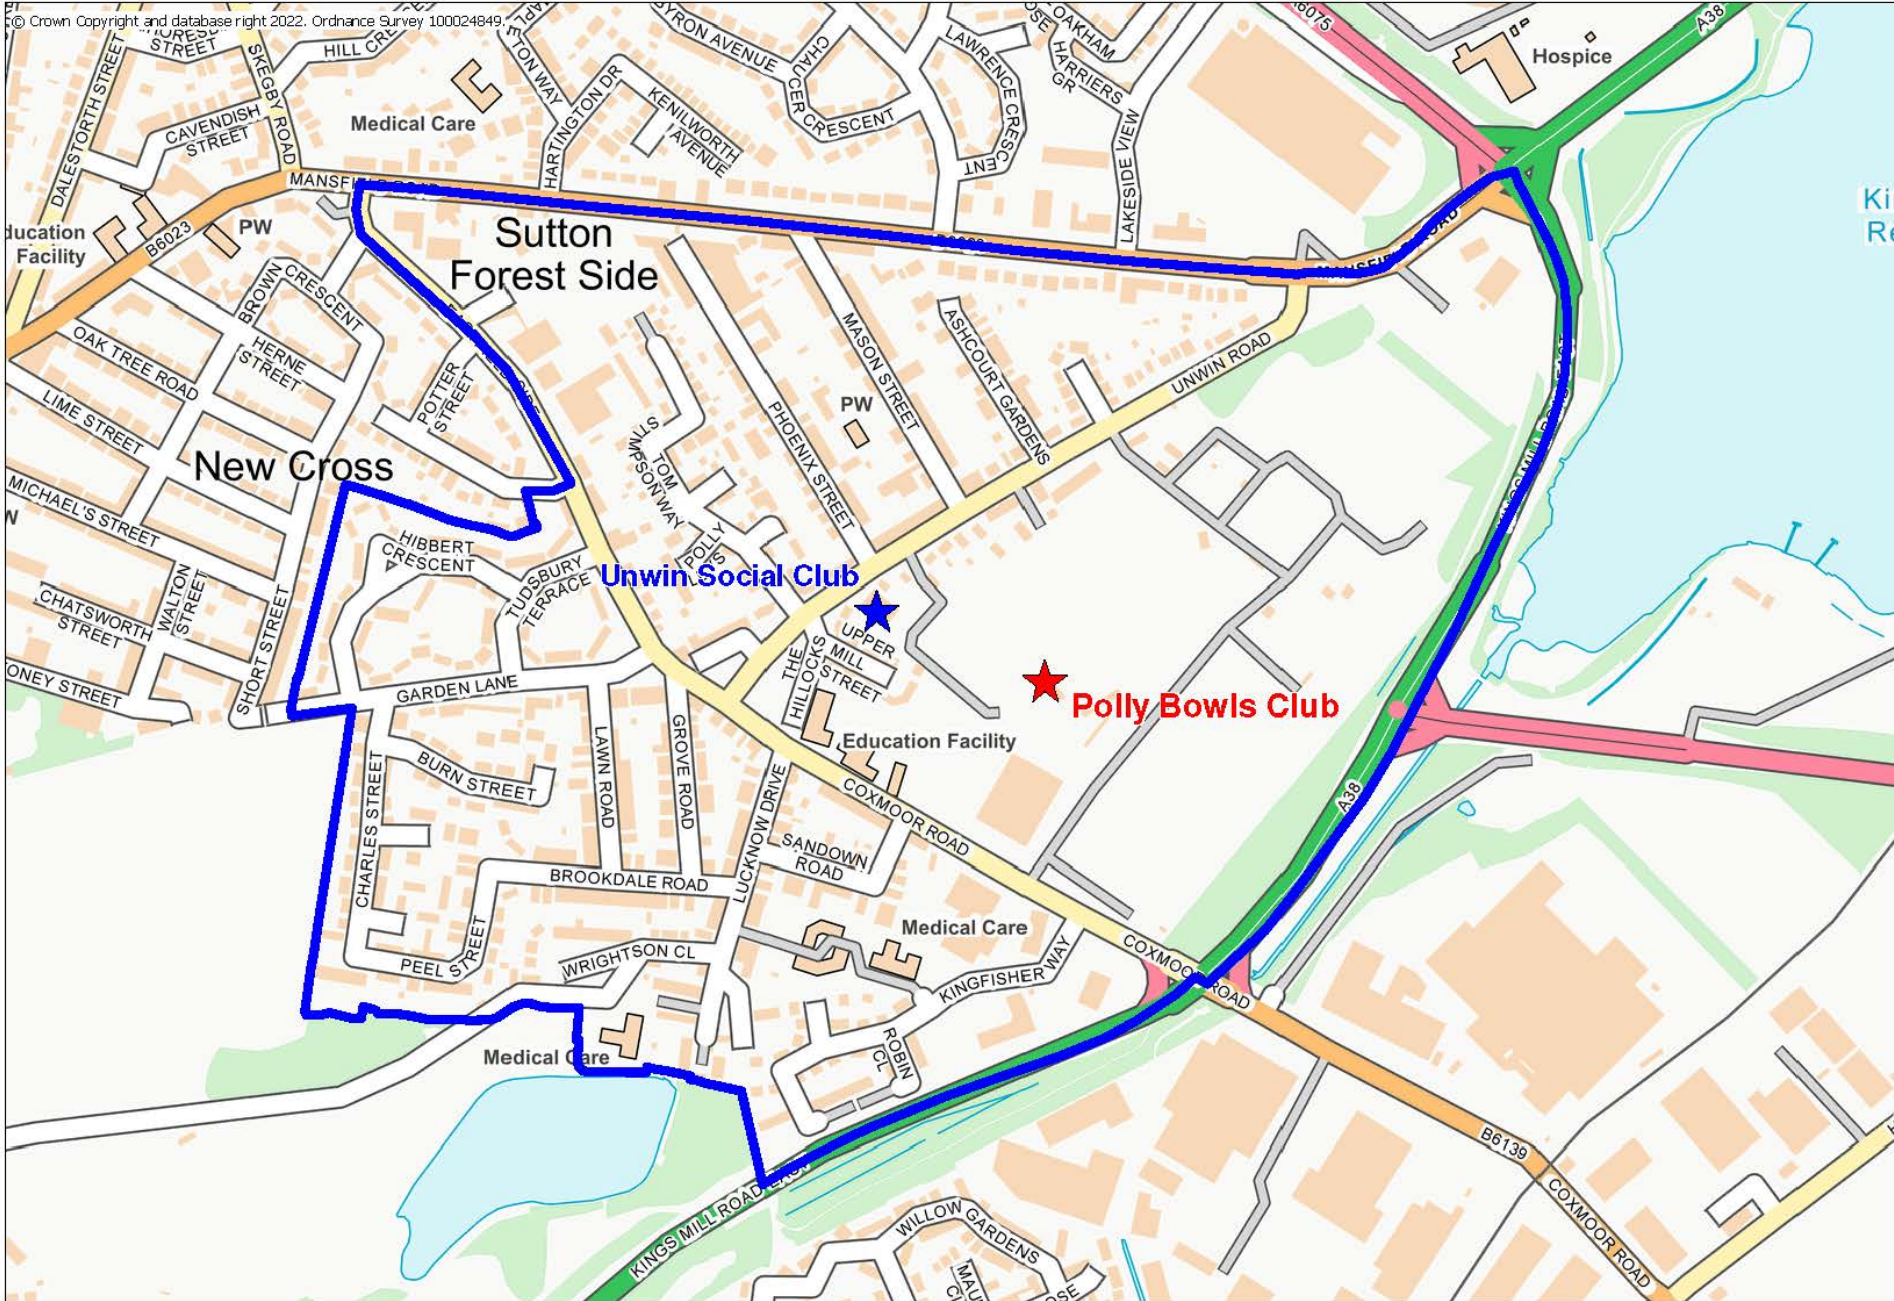 © Crown Copyright and database right 2022. Ordnance Survey 100024849.
STREET
DALESTORTH STREET
SKEGBY ROAD
HILL
CAVENDISH
STREET
Medical Care
HARTINGTON DR
KENILWORTH
AVENUE
BYRON AVENUE
CHAUCER CRESCENT
LAWRENCE CRESCENT
OAKHAM
HARRIERS
GR
LAKESIDE VIEW
A6075
A38
Hospice
MANSFIELD ROAD
B6023
PW
Facility
Sutton
Forest Side
BROWN
CRESCENT
HERNE
STREET
OAK TREE ROAD
LIME STREET
POTTER
STREET
New Cross
MICHAEL'S STREET
WALTON
STREET
CHATSWORTH
STREET
SHORT STREET
HIBBERT
CRESCENT
TUDSBURY
TERRACE
GARDEN LANE
TOM
STIMPSON WAY
POLLY
PHOENIX STREET
PW
MASON STREET
ASHCOURT GARDENS
UNWIN ROAD
Unwin Social Club
UPPER
MILL
STREET
THE
HILLOCKS
Polly Bowls Club
Education Facility
COXMOOR ROAD
CHARLES STREET
BURN STREET
LAWN ROAD
GROVE ROAD
LUCKNOW DRIVE
SANDOWN
ROAD
BROOKDALE ROAD
PEEL STREET
WRIGHTSON CL
Medical Care
KINGFISHER WAY
ROBIN
CL
Medical Care
A38
COXMOOR ROAD
KINGS MILL ROAD EAST
WILLOW GARDENS
B6139
COXMOOR ROAD